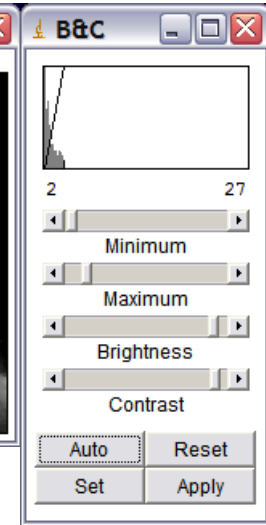 B&C
2 27
Minimum
Maximum
Brightness
Contrast
Auto Reset
Set Apply